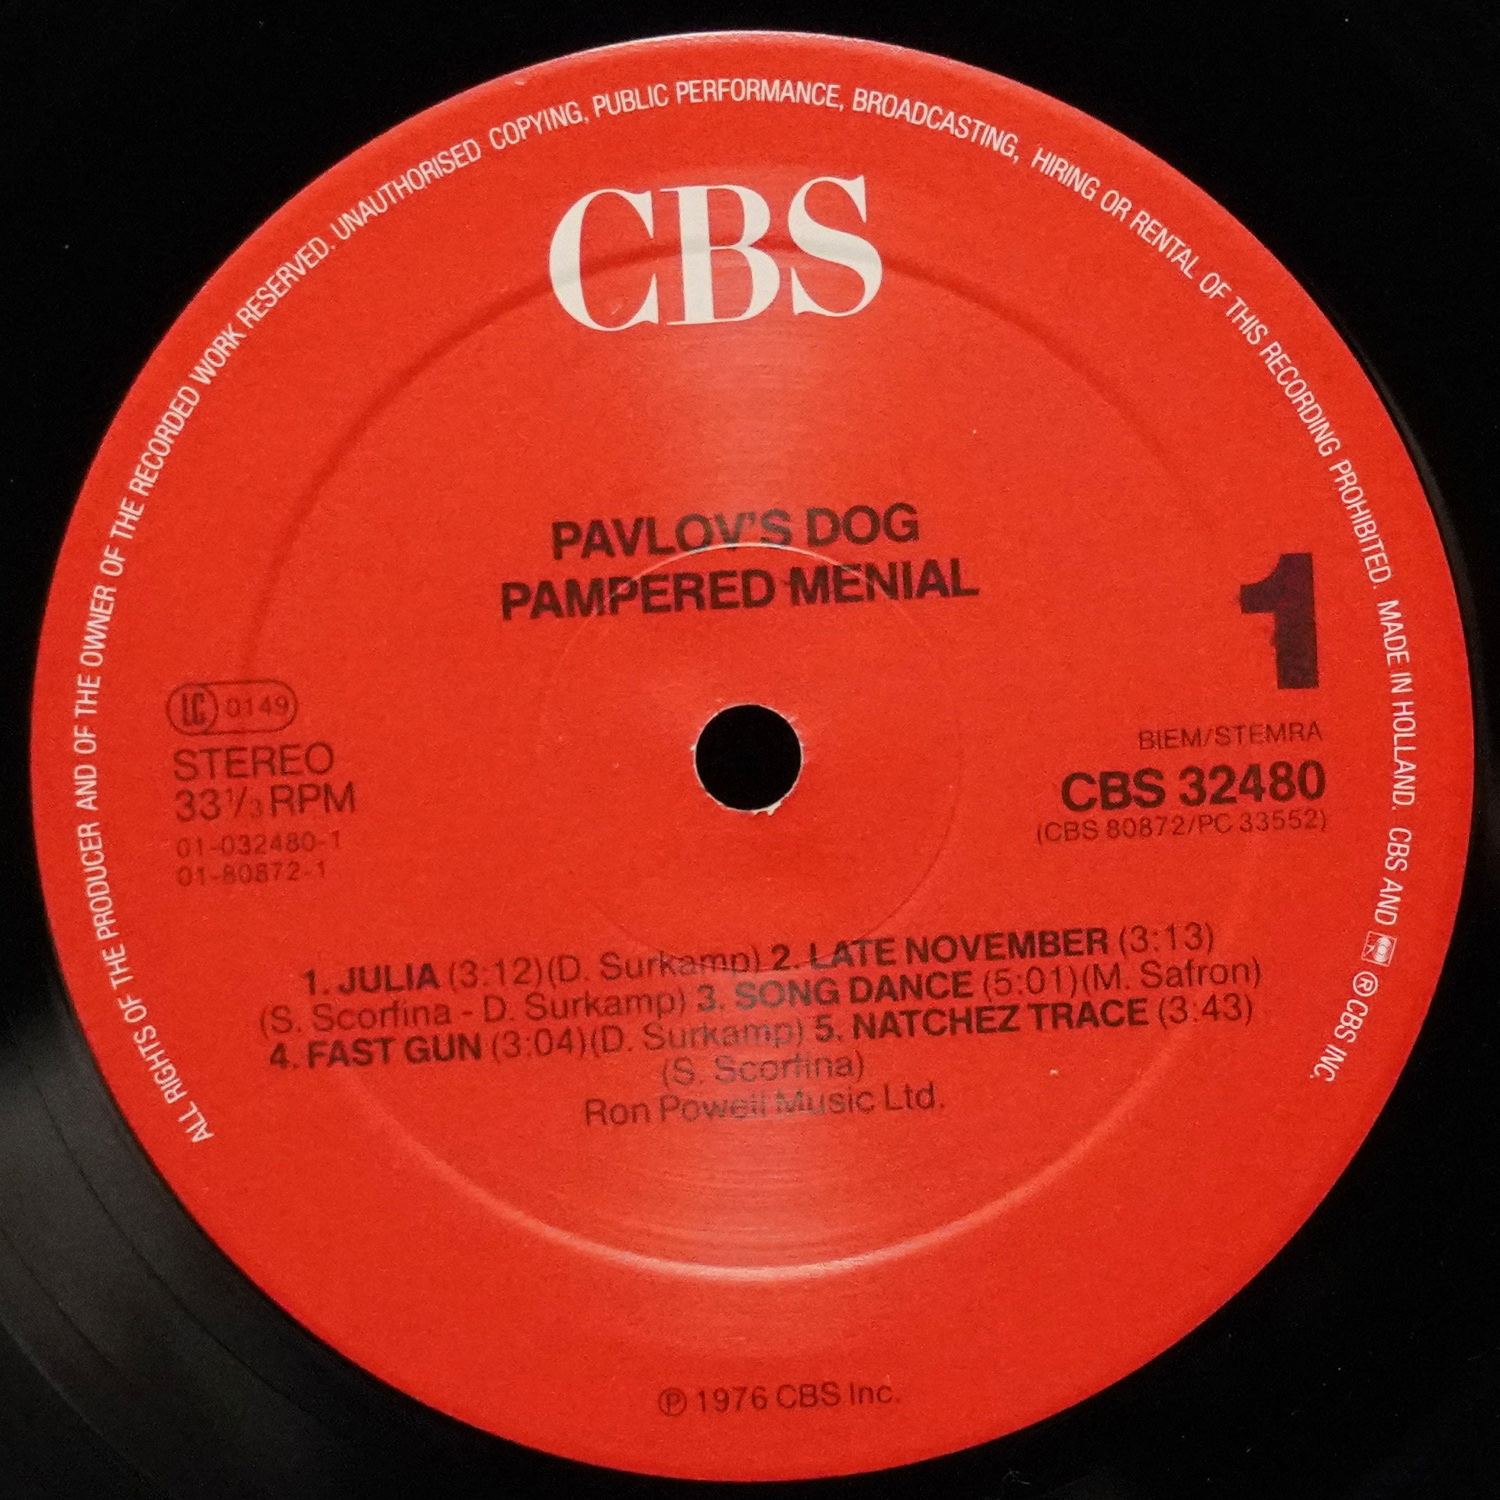 ALL RIGHTS OF THE PRODUCER AND OF THE OWNER OF THE RECORDED WORK RESERVED. UNAUTHORISED COPYING, PUBLIC PERFORMANCE, BROADCASTING, HIRING OR RENTAL OF THIS RECORDING PROHIBITED. MADE IN HOLLAND. CBS AND ® CBS INC.
CBS
PAVLOV'S DOG
PAMPERED MENIAL
1
LC 0149
STEREO
33⅓ RPM
01-032480-1
01-80872-1
BIEM/STEMRA
CBS 32480
(CBS 80872/PC 33552)
1. JULIA (3:12)(D. Surkamp) 2. LATE NOVEMBER (3:13)
(S. Scorfina - D. Surkamp) 3. SONG DANCE (5:01)(M. Safron)
4. FAST GUN (3:04)(D. Surkamp) 5. NATCHEZ TRACE (3:43)
(S. Scorfina)
Ron Powell Music Ltd.
℗ 1976 CBS Inc.